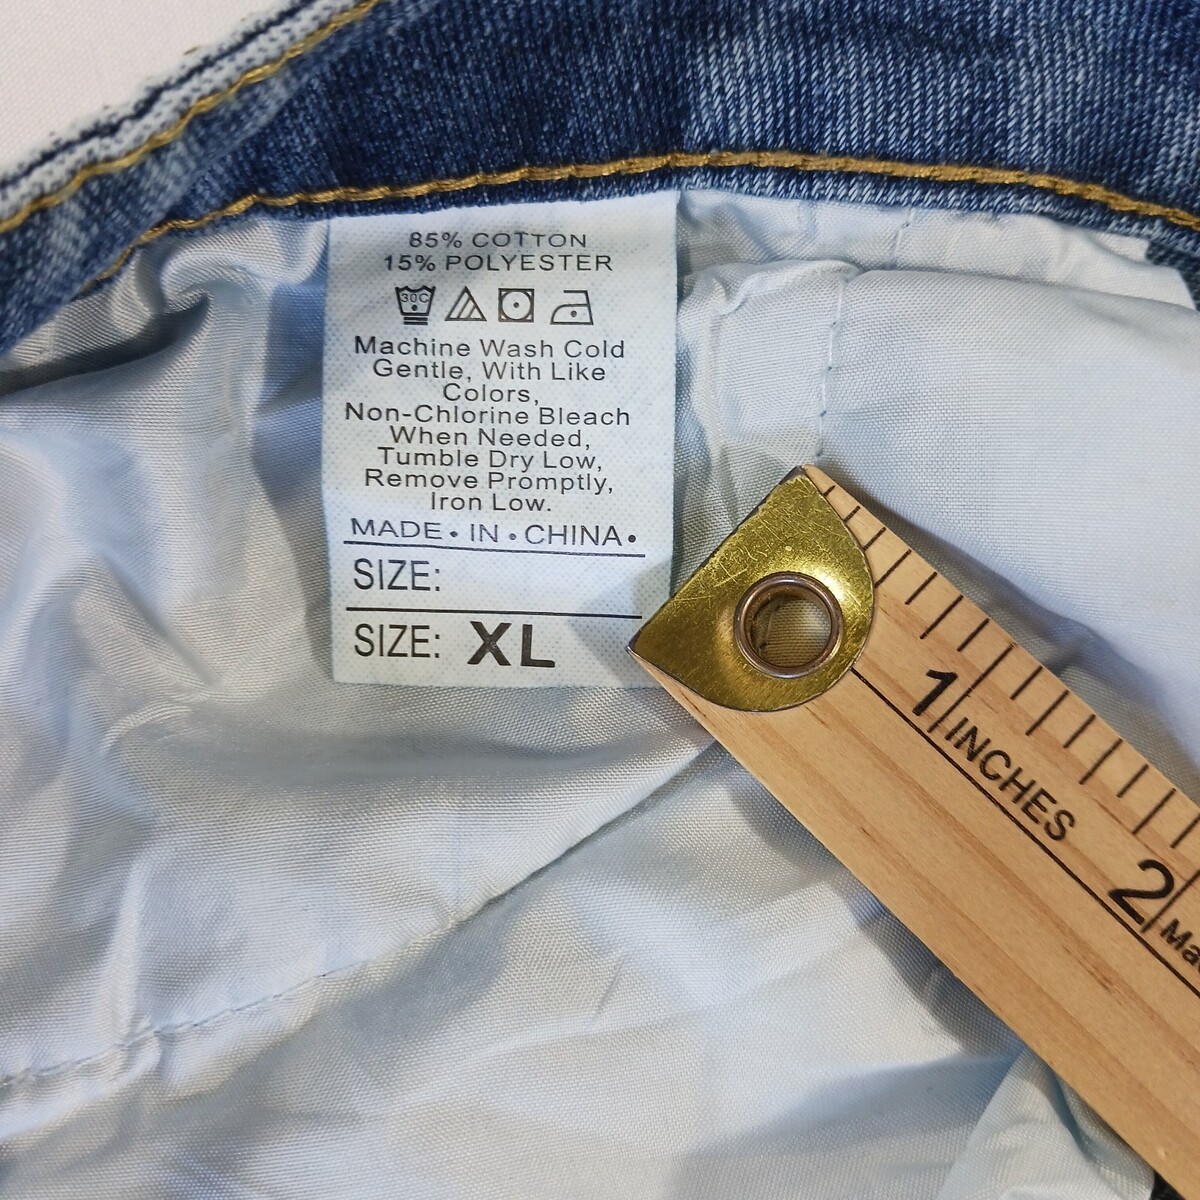 85% COTTON
15% POLYESTER
30C
Machine Wash Cold
Gentle, With Like
Colors,
Non-Chlorine Bleach
When Needed,
Tumble Dry Low,
Remove Promptly,
Iron Low.
MADE • IN • CHINA •
SIZE:
SIZE: XL
1 INCHES
2